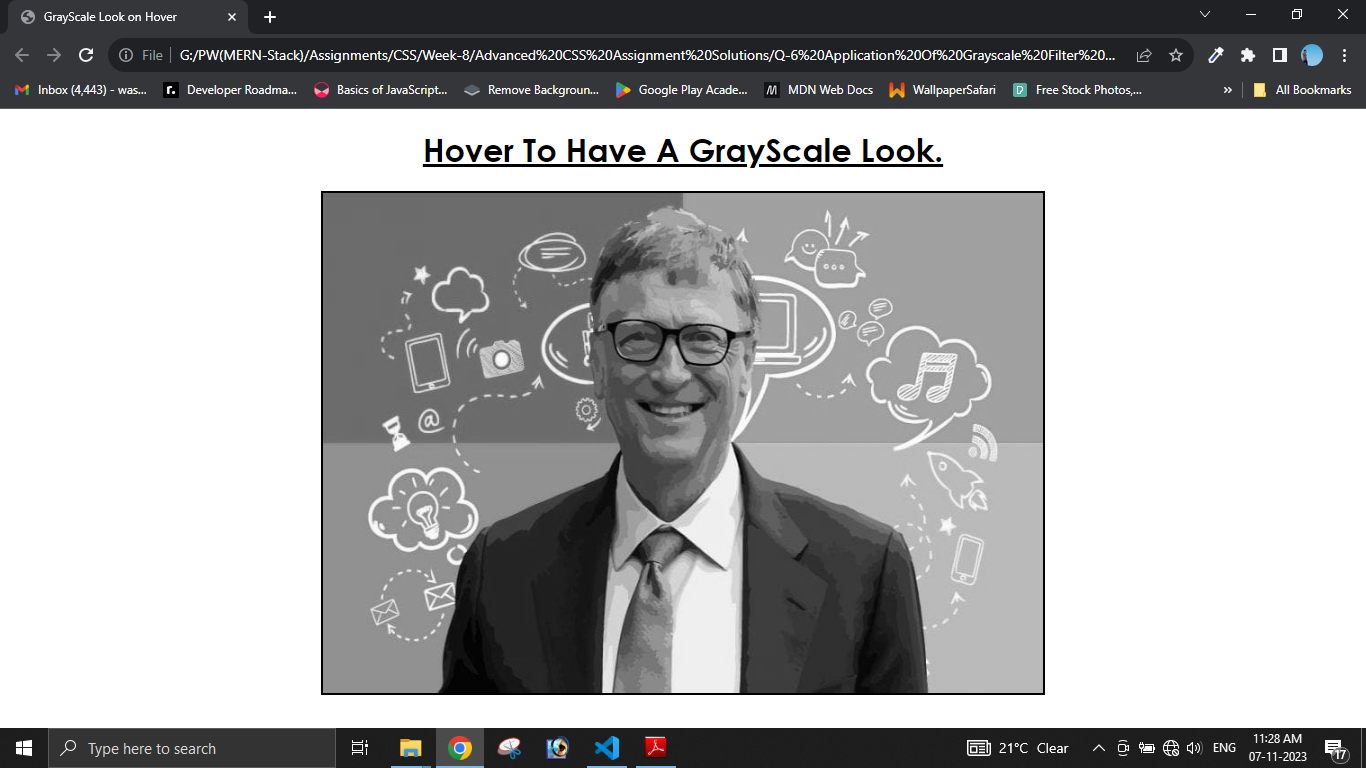 GrayScale Look on Hover
File
G:/PW(MERN-Stack)/Assignments/CSS/Week-8/Advanced%20CSS%20Assignment%20Solutions/Q-6%20Application%20Of%20Grayscale%20Filter%20...
Inbox (4,443) - was...
Developer Roadma...
Basics of JavaScript...
Remove Backgroun...
Google Play Acade...
MDN Web Docs
WallpaperSafari
Free Stock Photos,...
»
All Bookmarks
Hover To Have A GrayScale Look.
@
Type here to search
21°C Clear
ENG
11:28 AM
07-11-2023
17